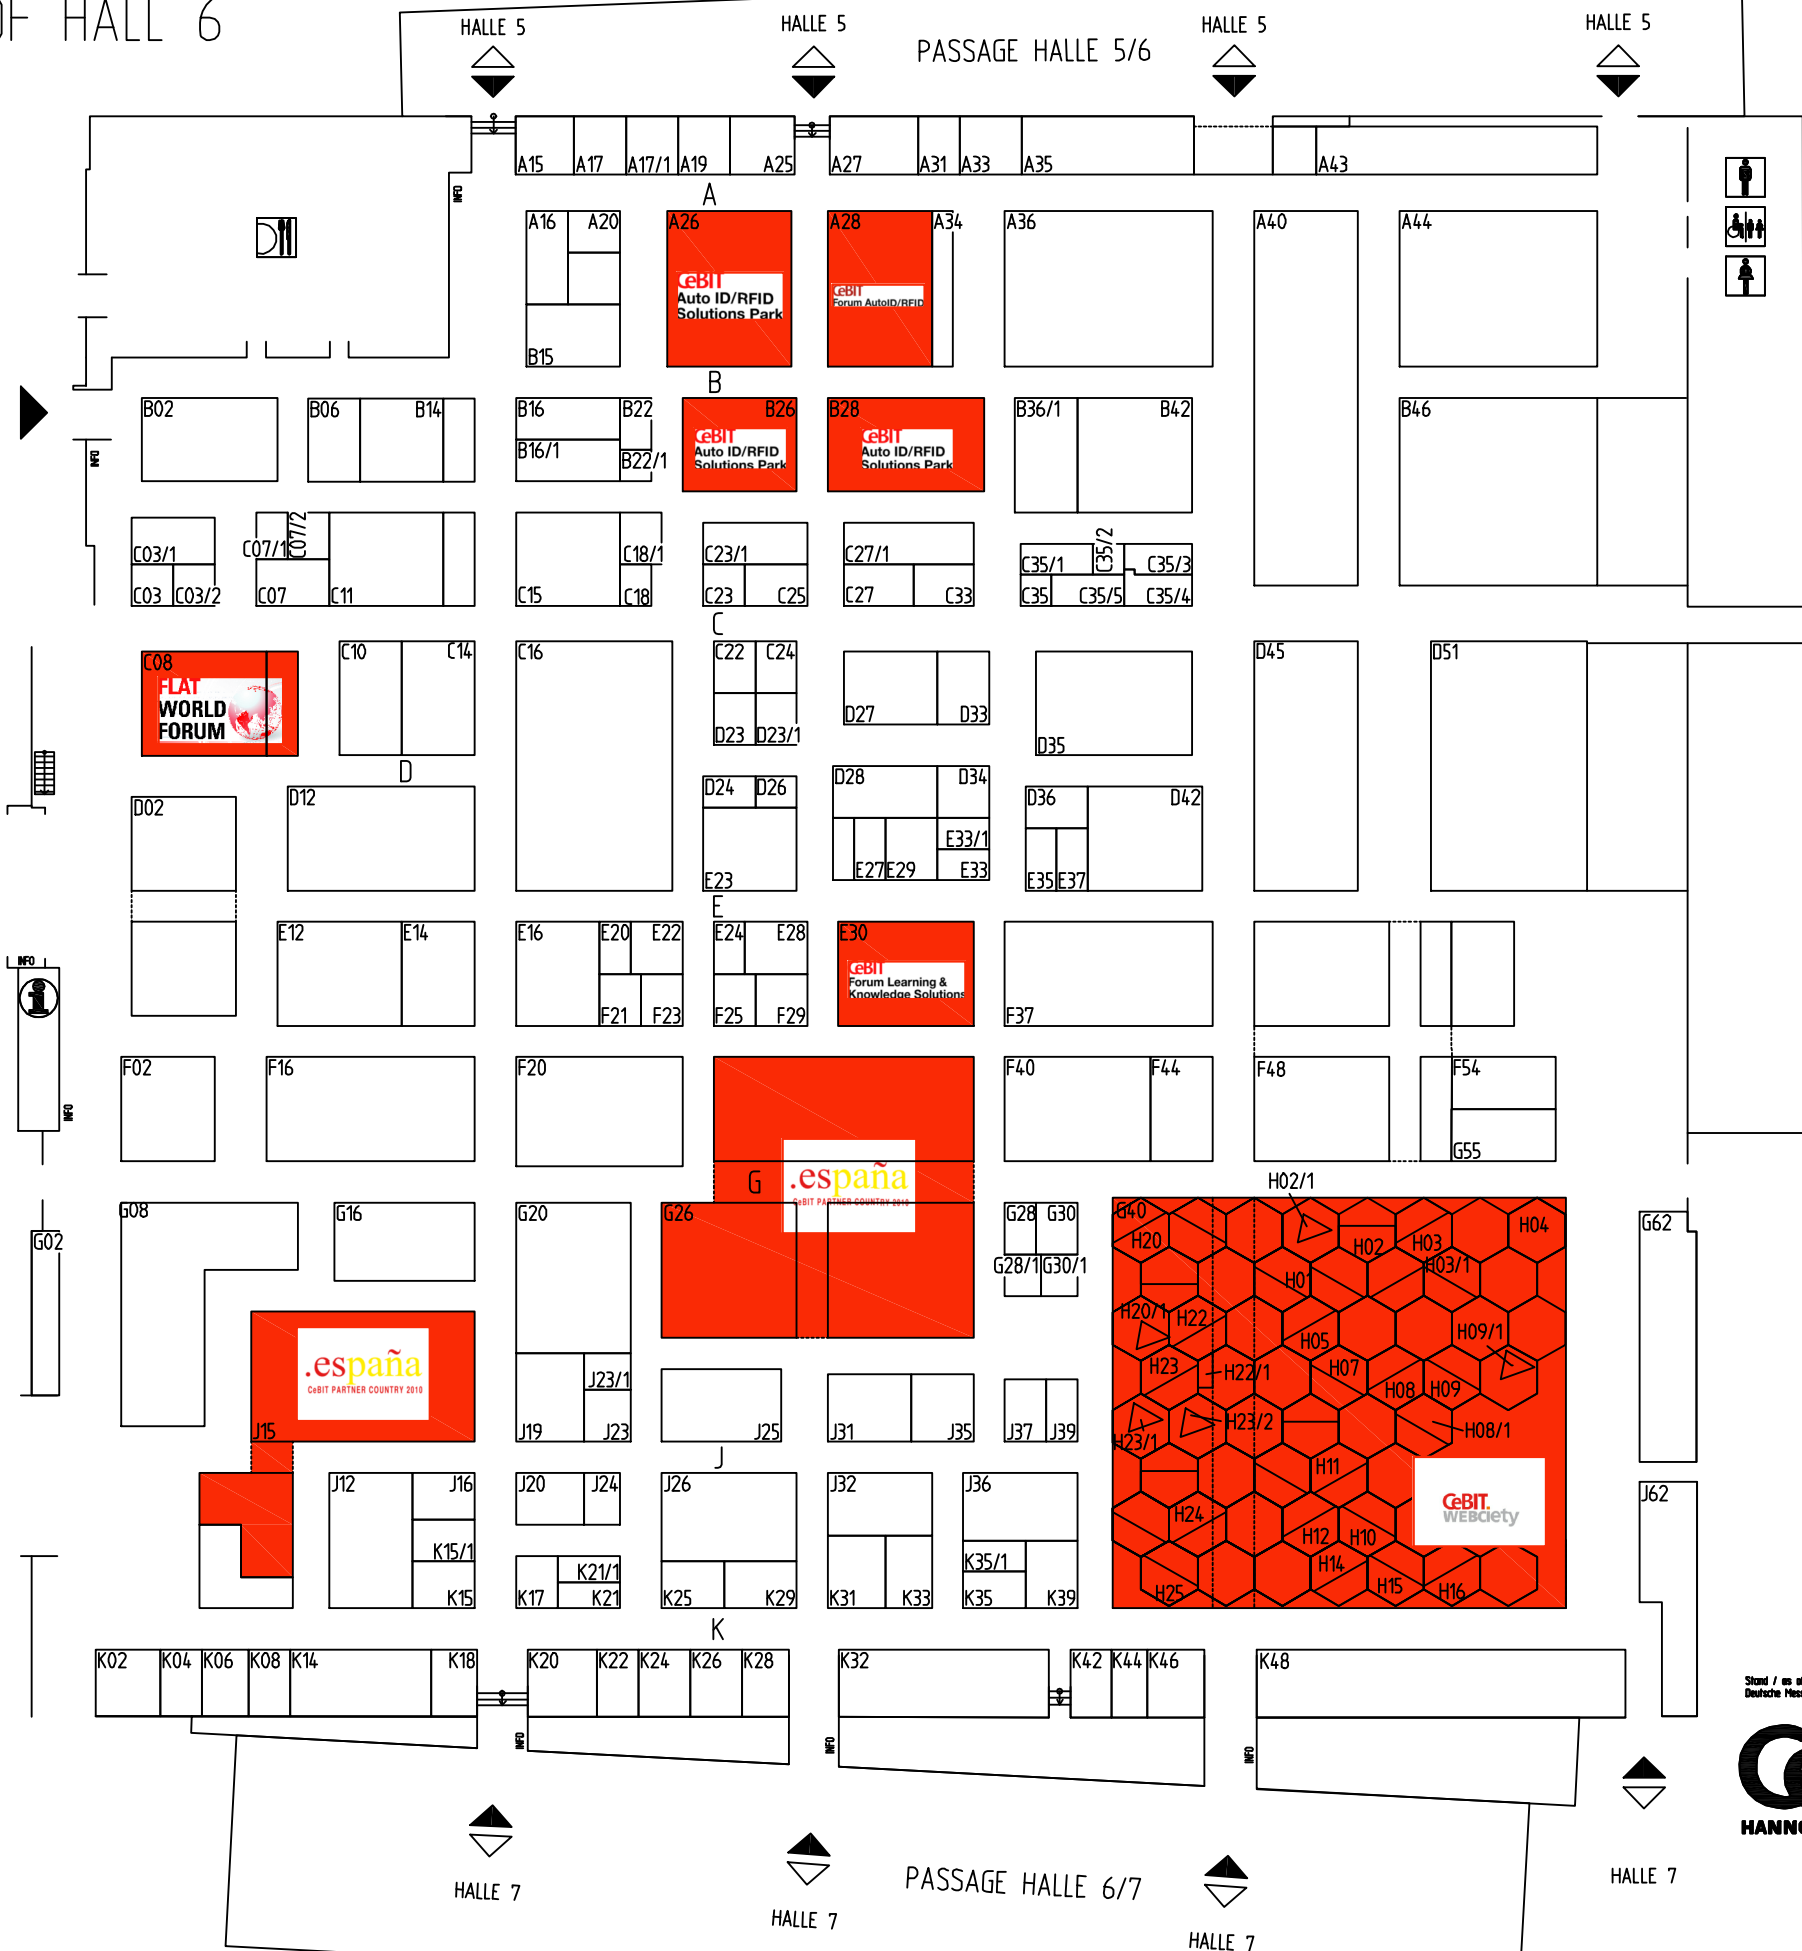 OF HALL 6
HALLE 5
HALLE 5
PASSAGE HALLE 5/6
HALLE 5
HALLE 5
A15 A17 A17/1 A19 A25 A27 A31 A33 A35 A43
INFO
A
A16 A20 A26 A28 A34 A36 A40 A44
CeBIT
Auto ID/RFID
Solutions Park
CeBIT
Forum AutoID/RFID
B15
B
B02 B06 B14 B16 B22 B26 B28 B36/1 B42 B46
B16/1 B22/1
CeBIT
Auto ID/RFID
Solutions Park
CeBIT
Auto ID/RFID
Solutions Park
INFO
C03/1 C07/1 C07/2 C18/1 C23/1 C27/1 C35/1 C35/2 C35/3
C03 C03/2 C07 C11 C15 C18 C23 C25 C27 C33 C35 C35/5 C35/4
C
C08 C10 C14 C16 C22 C24 D45 D51
FLAT
WORLD
FORUM
D23 D23/1 D27 D33 D35
D
D02 D12 D24 D26 D28 D34 D36 D42
E33/1
E23 E27 E29 E33 E35 E37
E
E12 E14 E16 E20 E22 E24 E28 E30
CeBIT
Forum Learning &
Knowledge Solutions
INFO
F21 F23 F25 F29 F37
F02 F16 F20 F40 F44 F48 F54
INFO
G55
.españa
CeBIT PARTNER COUNTRY 2010
G
H02/1
G02 G08 G16 G20 G26 G28 G30 G40 G62
G28/1 G30/1
H20 H02 H03 H04
H01 H03/1
H20/1 H22 H05 H09/1
H23 H22/1 H07 H08 H09
H23/1 H23/2 H08/1
H11
H24 H12 H10
H25 H14 H15 H16
CeBIT.
WEBciety
.españa
CeBIT PARTNER COUNTRY 2010
J23/1
J15 J19 J23 J25 J31 J35 J37 J39
J
J12 J16 J20 J24 J26 J32 J36 J62
K15/1 K21/1 K35/1
K15 K17 K21 K25 K29 K31 K33 K35 K39
K
K02 K04 K06 K08 K14 K18 K20 K22 K24 K26 K28 K32 K42 K44 K46 K48
INFO
INFO
INFO
Stand / as
Deutsche
HALLE 7
HALLE 7
PASSAGE HALLE 6/7
HALLE 7
HALLE 7